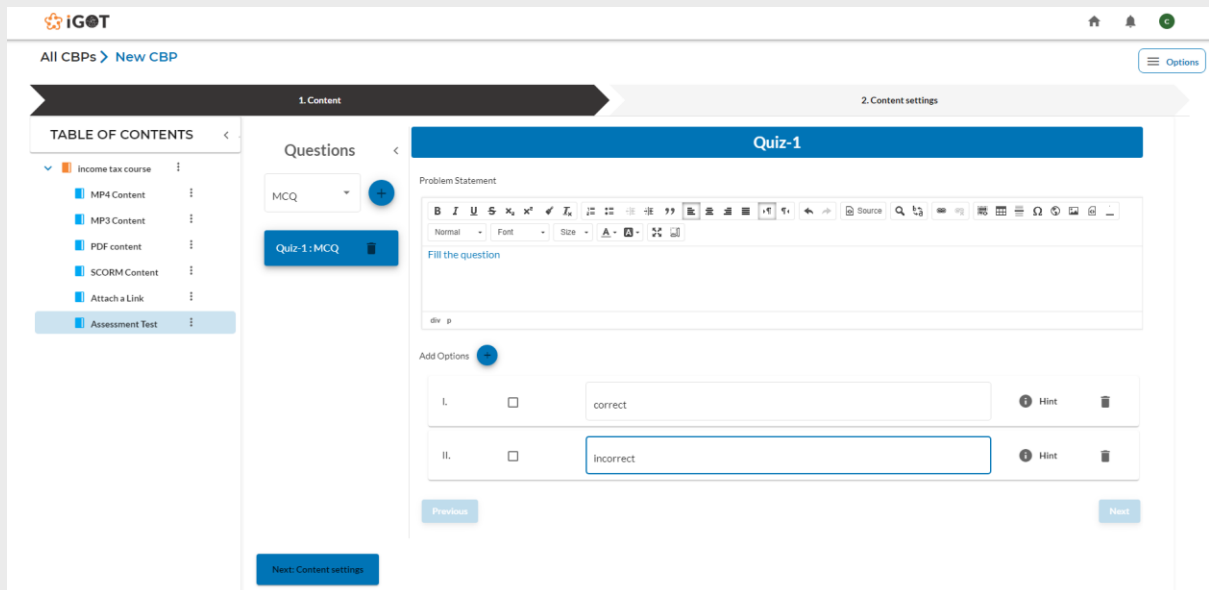 iGOT
C
All CBPs > New CBP
Options
1. Content
2. Content settings
TABLE OF CONTENTS
income tax course
MP4 Content
MP3 Content
PDF content
SCORM Content
Attach a Link
Assessment Test
Questions
MCQ
Quiz-1 : MCQ
Quiz-1
Problem Statement
Source
Normal Font Size
Fill the question
div p
Add Options
I. correct Hint
II. incorrect Hint
Previous Next
Next: Content settings